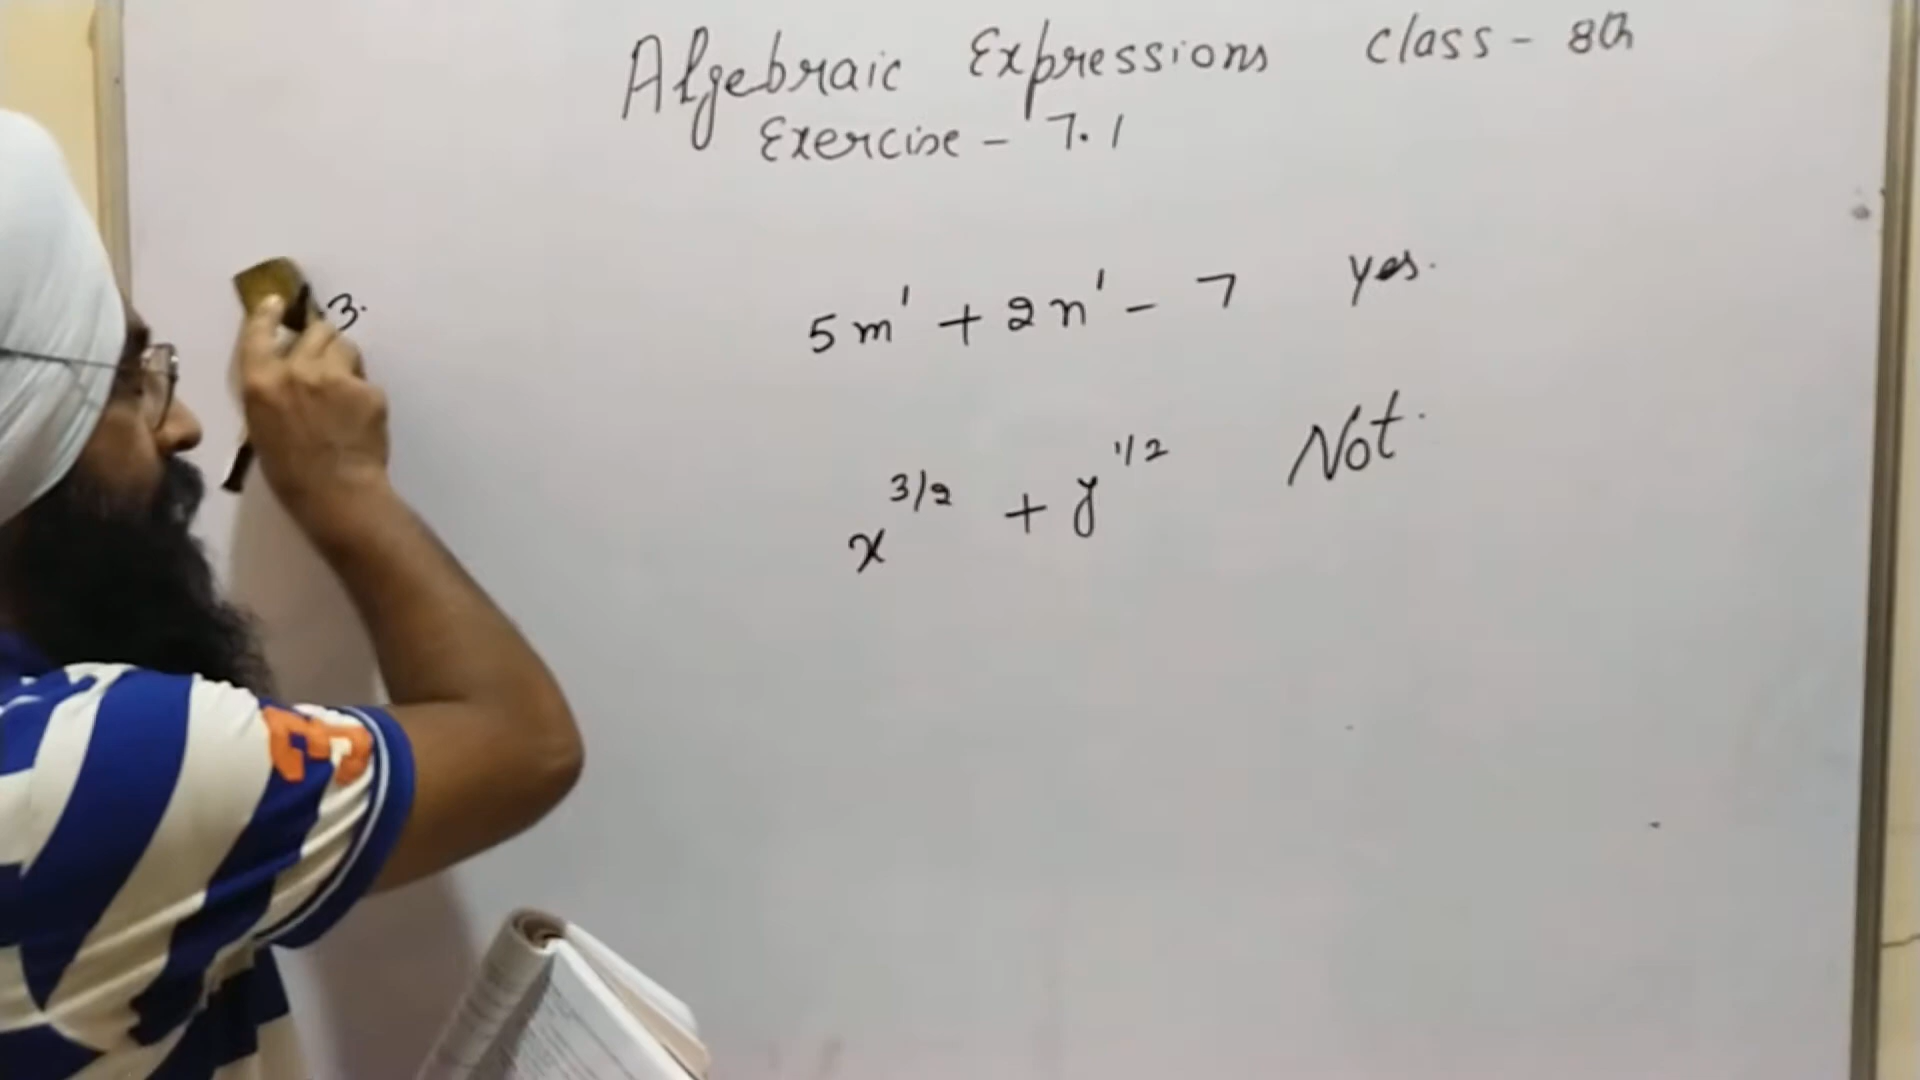 Algebraic Expressions class - 8th
Exercise - 7.1
3.
5m¹ + 2n¹ - 7 yes.
x^3/2 + y^1/2 Not.